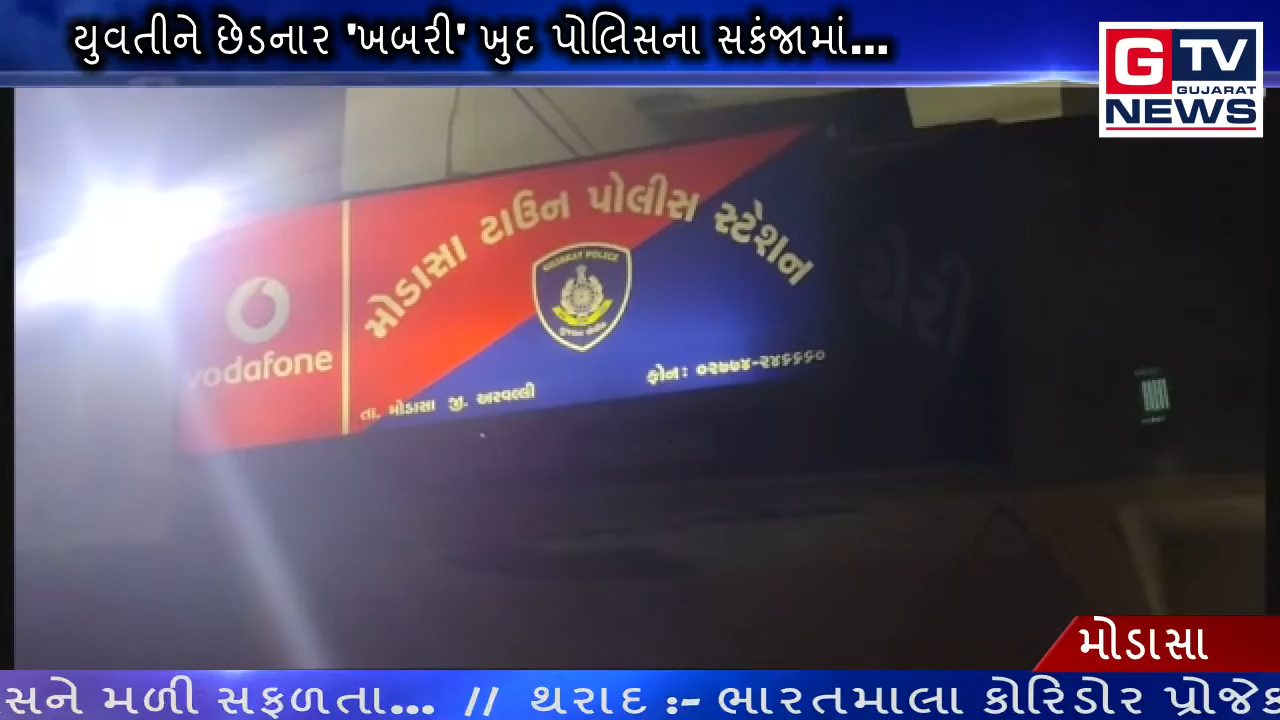 યુવતીને છેડનાર 'ખબરી' ખુદ પોલિસના સકંજામાં...
G TV
GUJARAT
NEWS
મોડાસા ટાઉન પોલીસ સ્ટેશન
GUJARAT POLICE
vodafone
ફોન: ૦૨૭૭૪-૨૪૬૬૬૦
તા. મોડાસા જી. અરવલ્લી
મોડાસા
સને મળી સફળતા... // થરાદ :- ભારતમાલા કોરિડોર પ્રોજેક